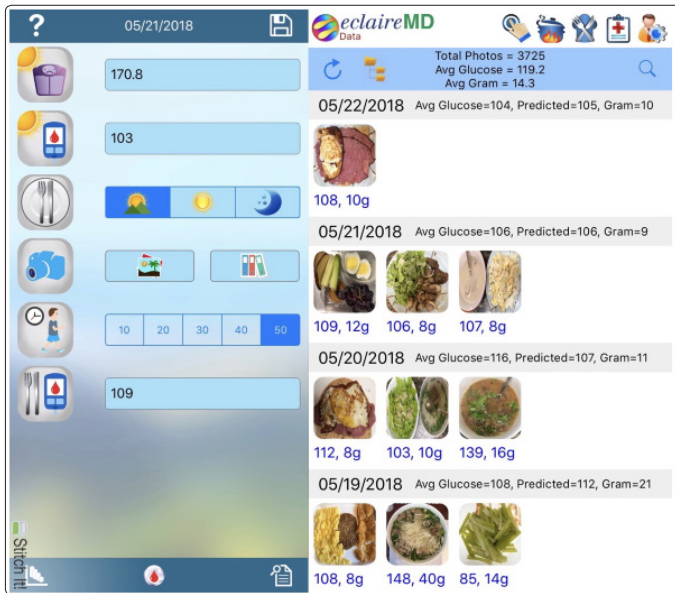 ?
05/21/2018
170.8
103
10 20 30 40 50
109
Stitch It!
eclaireMD
Data
Total Photos = 3725
Avg Glucose = 119.2
Avg Gram = 14.3
05/22/2018 Avg Glucose=104, Predicted=105, Gram=10
108, 10g
05/21/2018 Avg Glucose=106, Predicted=106, Gram=9
109, 12g 106, 8g 107, 8g
05/20/2018 Avg Glucose=116, Predicted=107, Gram=11
112, 8g 103, 10g 139, 16g
05/19/2018 Avg Glucose=108, Predicted=112, Gram=21
108, 8g 148, 40g 85, 14g